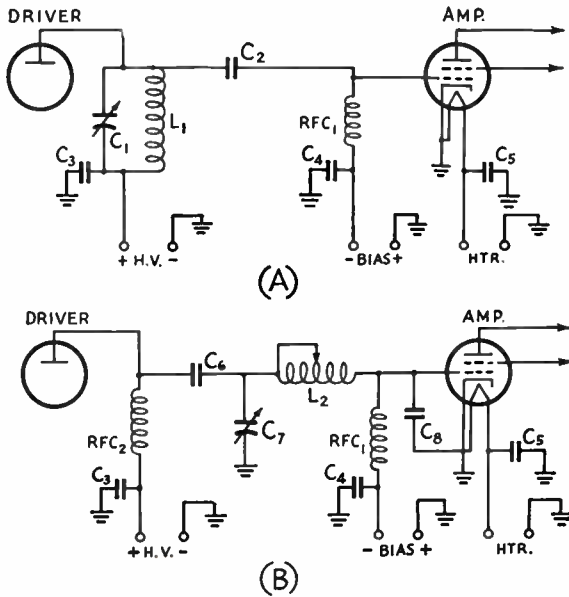 DRIVER
AMP.
C2
C1
L1
RFC1
C3
C4
C5
+ H.V. -
- BIAS +
HTR.
(A)
DRIVER
AMP.
C6
L2
C7
RFC2
RFC1
C8
C3
C4
C5
+ H.V. -
- BIAS +
HTR.
(B)